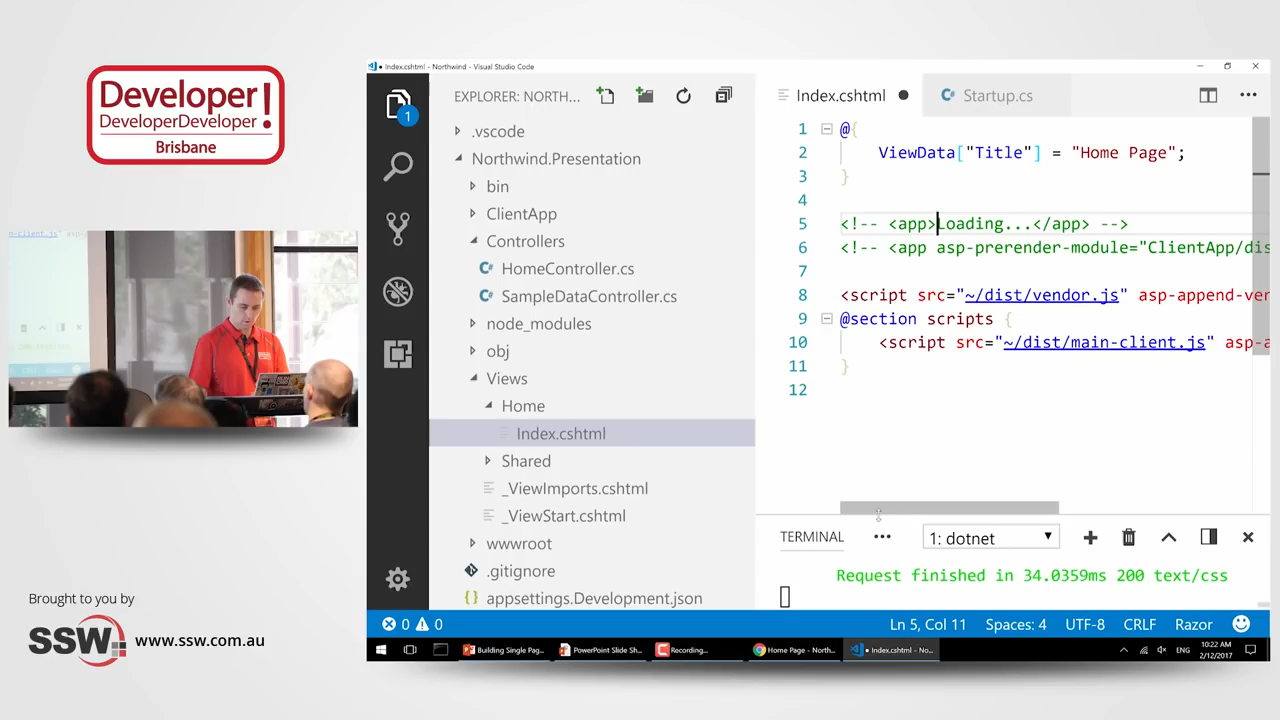 Developer!
DeveloperDeveloper
Brisbane
Brought to you by
SSW
www.ssw.com.au
Index.cshtml - Northwind - Visual Studio Code
1
EXPLORER: NORTH...
.vscode
Northwind.Presentation
bin
ClientApp
Controllers
HomeController.cs
SampleDataController.cs
node_modules
obj
Views
Home
Index.cshtml
Shared
_ViewImports.cshtml
_ViewStart.cshtml
wwwroot
.gitignore
appsettings.Development.json
Index.cshtml
Startup.cs
1 @{
2 ViewData["Title"] = "Home Page";
3 }
4
5 <!-- <app>Loading...</app> -->
6 <!-- <app asp-prerender-module="ClientApp/dis
7
8 <script src="~/dist/vendor.js" asp-append-ver
9 @section scripts {
10 <script src="~/dist/main-client.js" asp-a
11 }
12
TERMINAL
1: dotnet
Request finished in 34.0359ms 200 text/css
0 0
Ln 5, Col 11
Spaces: 4
UTF-8
CRLF
Razor
Building Single Pag...
PowerPoint Slide Sh...
Recording...
Home Page - North...
Index.cshtml - No...
ENG
10:22 AM
2/12/2017